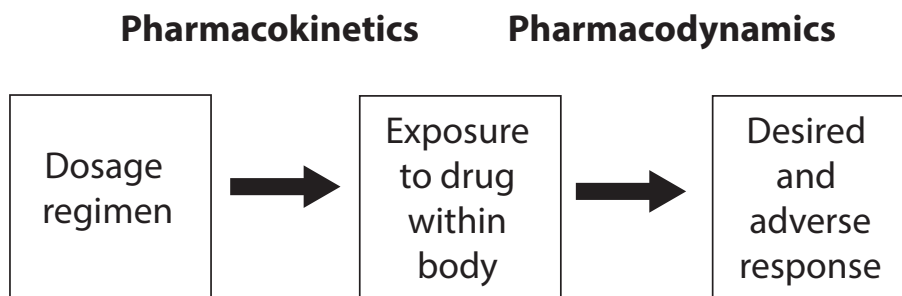 Pharmacokinetics Pharmacodynamics
Dosage
regimen
Exposure
to drug
within
body
Desired
and
adverse
response